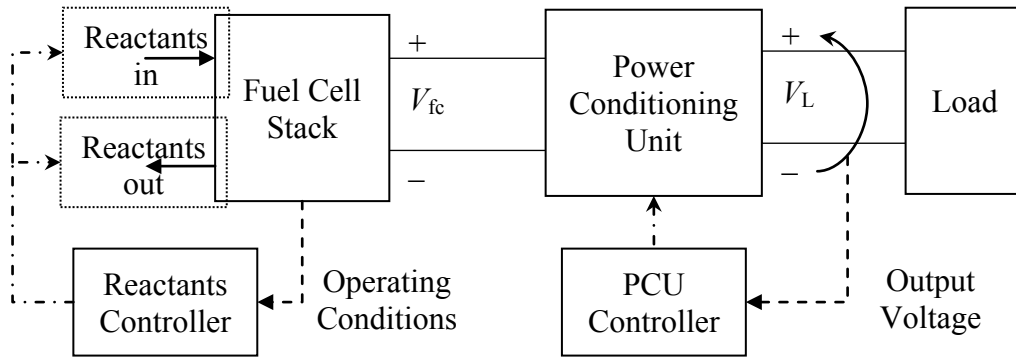 Reactants
in
Reactants
out
Fuel Cell
Stack
+
Vfc
−
Power
Conditioning
Unit
+
VL
−
Load
Reactants
Controller
Operating
Conditions
PCU
Controller
Output
Voltage